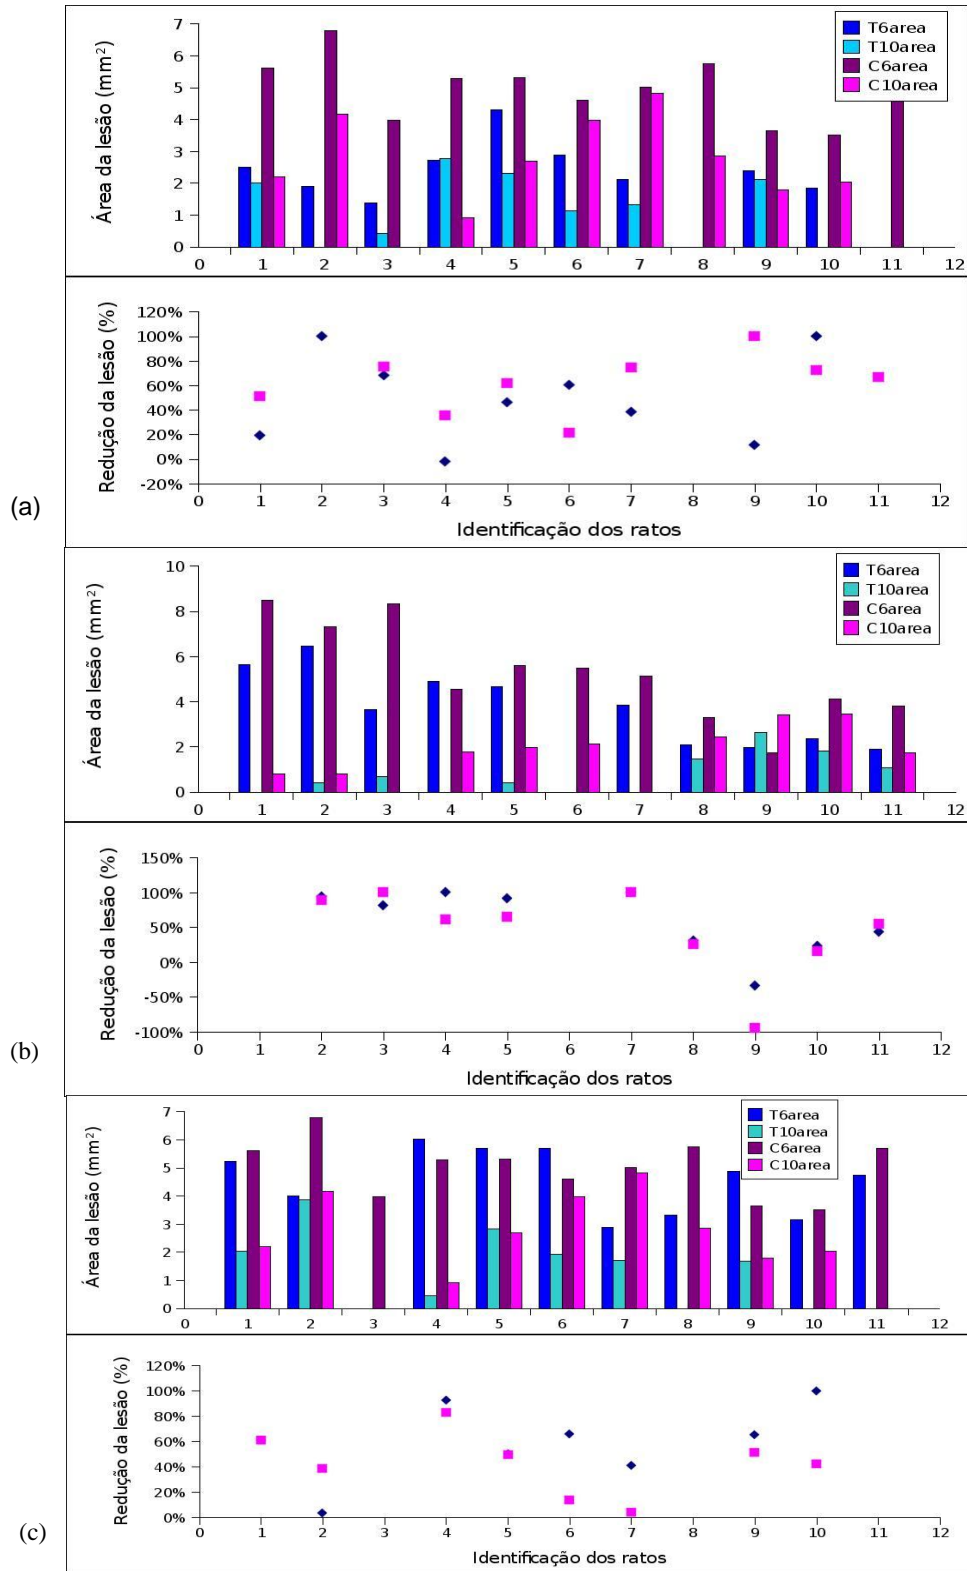 7
6
5
4
3
2
1
0
Área da lesão (mm²)
T6area
T10area
C6area
C10area
0 1 2 3 4 5 6 7 8 9 10 11 12
120%
100%
80%
60%
40%
20%
0%
-20%
Redução da lesão (%)
0 1 2 3 4 5 6 7 8 9 10 11 12
Identificação dos ratos
(a)
10
8
6
4
2
0
Área da lesão (mm²)
T6area
T10area
C6area
C10area
0 1 2 3 4 5 6 7 8 9 10 11 12
150%
100%
50%
0%
-50%
-100%
Redução da lesão (%)
0 1 2 3 4 5 6 7 8 9 10 11 12
Identificação dos ratos
(b)
7
6
5
4
3
2
1
0
Área da lesão (mm²)
T6area
T10area
C6area
C10area
0 1 2 3 4 5 6 7 8 9 10 11 12
120%
100%
80%
60%
40%
20%
0%
Redução da lesão (%)
0 1 2 3 4 5 6 7 8 9 10 11 12
Identificação dos ratos
(c)